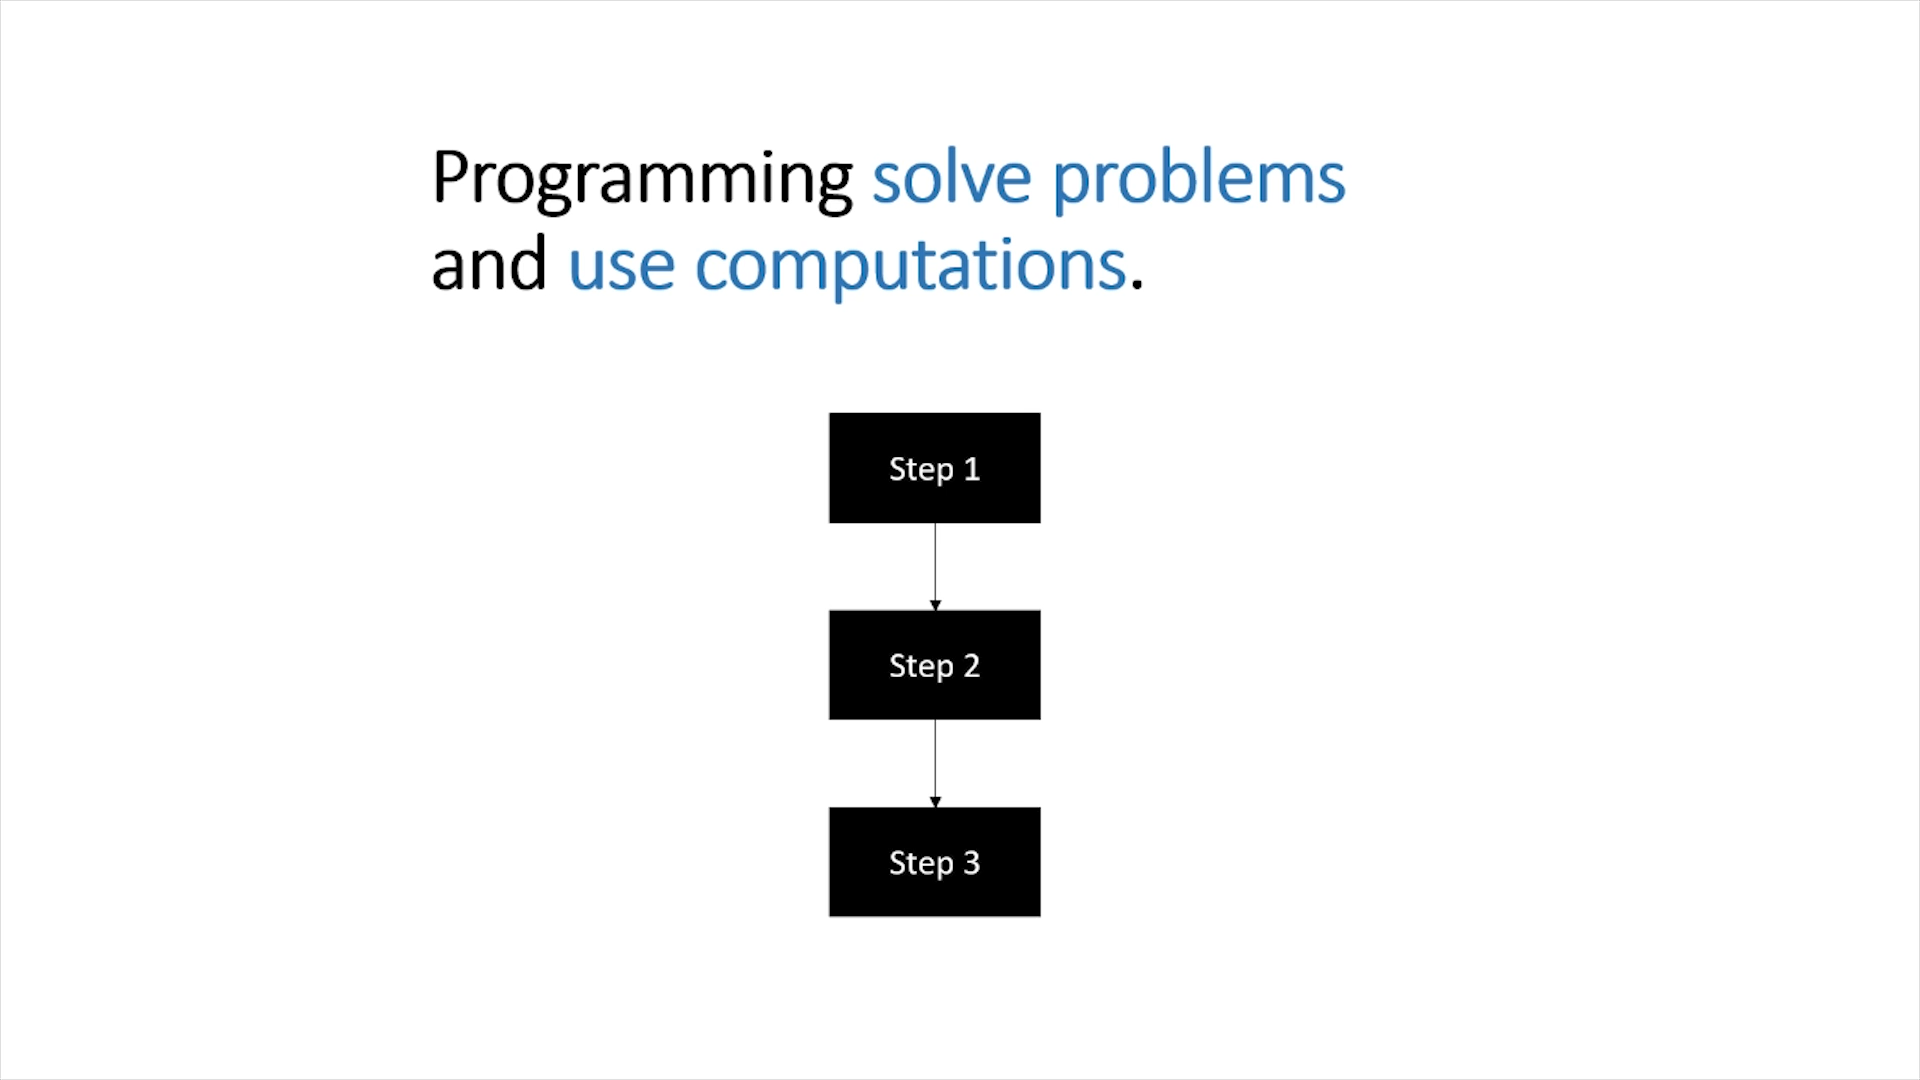 Programming solve problems
and use computations.
Step 1
Step 2
Step 3